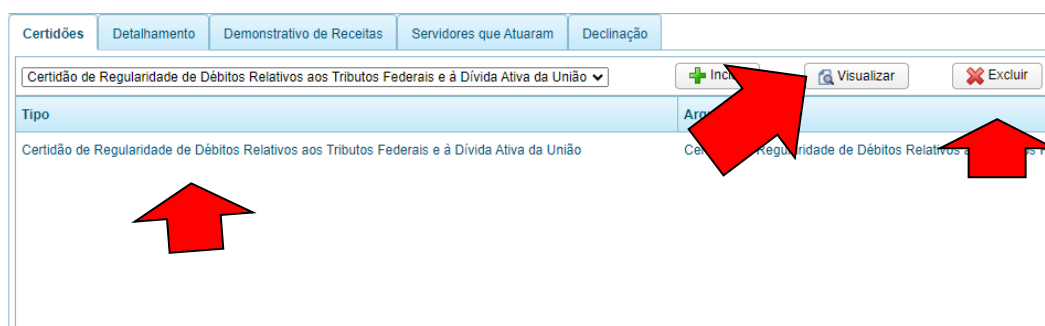 Certidões Detalhamento Demonstrativo de Receitas Servidores que Atuaram Declinação
Certidão de Regularidade de Débitos Relativos aos Tributos Federais e á Dívida Ativa da União Visualizar Excluir
Tipo
Certidão de Regularidade de Débitos Relativos aos Tributos Federais e á Dívida Ativa da União de Débitos